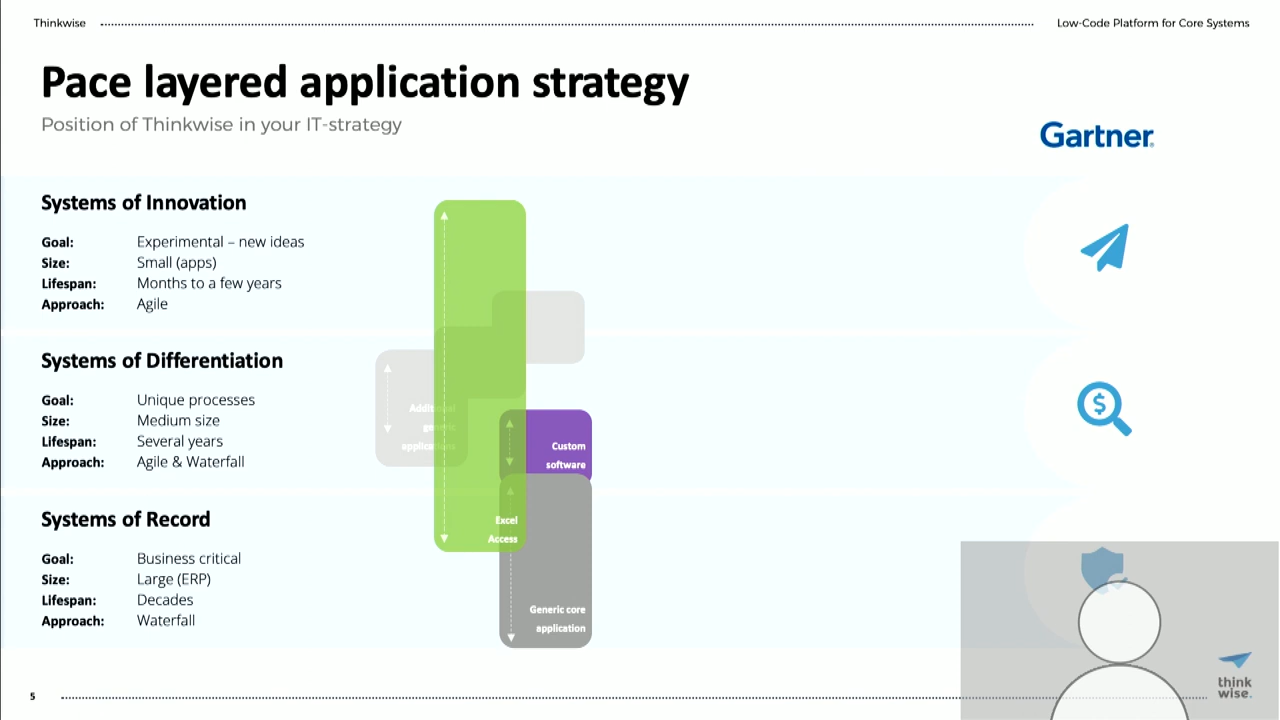 Thinkwise
Low-Code Platform for Core Systems
Pace layered application strategy
Position of Thinkwise in your IT-strategy
Gartner
Systems of Innovation
Goal: Experimental – new ideas
Size: Small (apps)
Lifespan: Months to a few years
Approach: Agile
Systems of Differentiation
Goal: Unique processes
Size: Medium size
Lifespan: Several years
Approach: Agile & Waterfall
Additional
generic
applications
Custom
software
Systems of Record
Goal: Business critical
Size: Large (ERP)
Lifespan: Decades
Approach: Waterfall
Excel
Access
Generic core
application
5
think
wise.